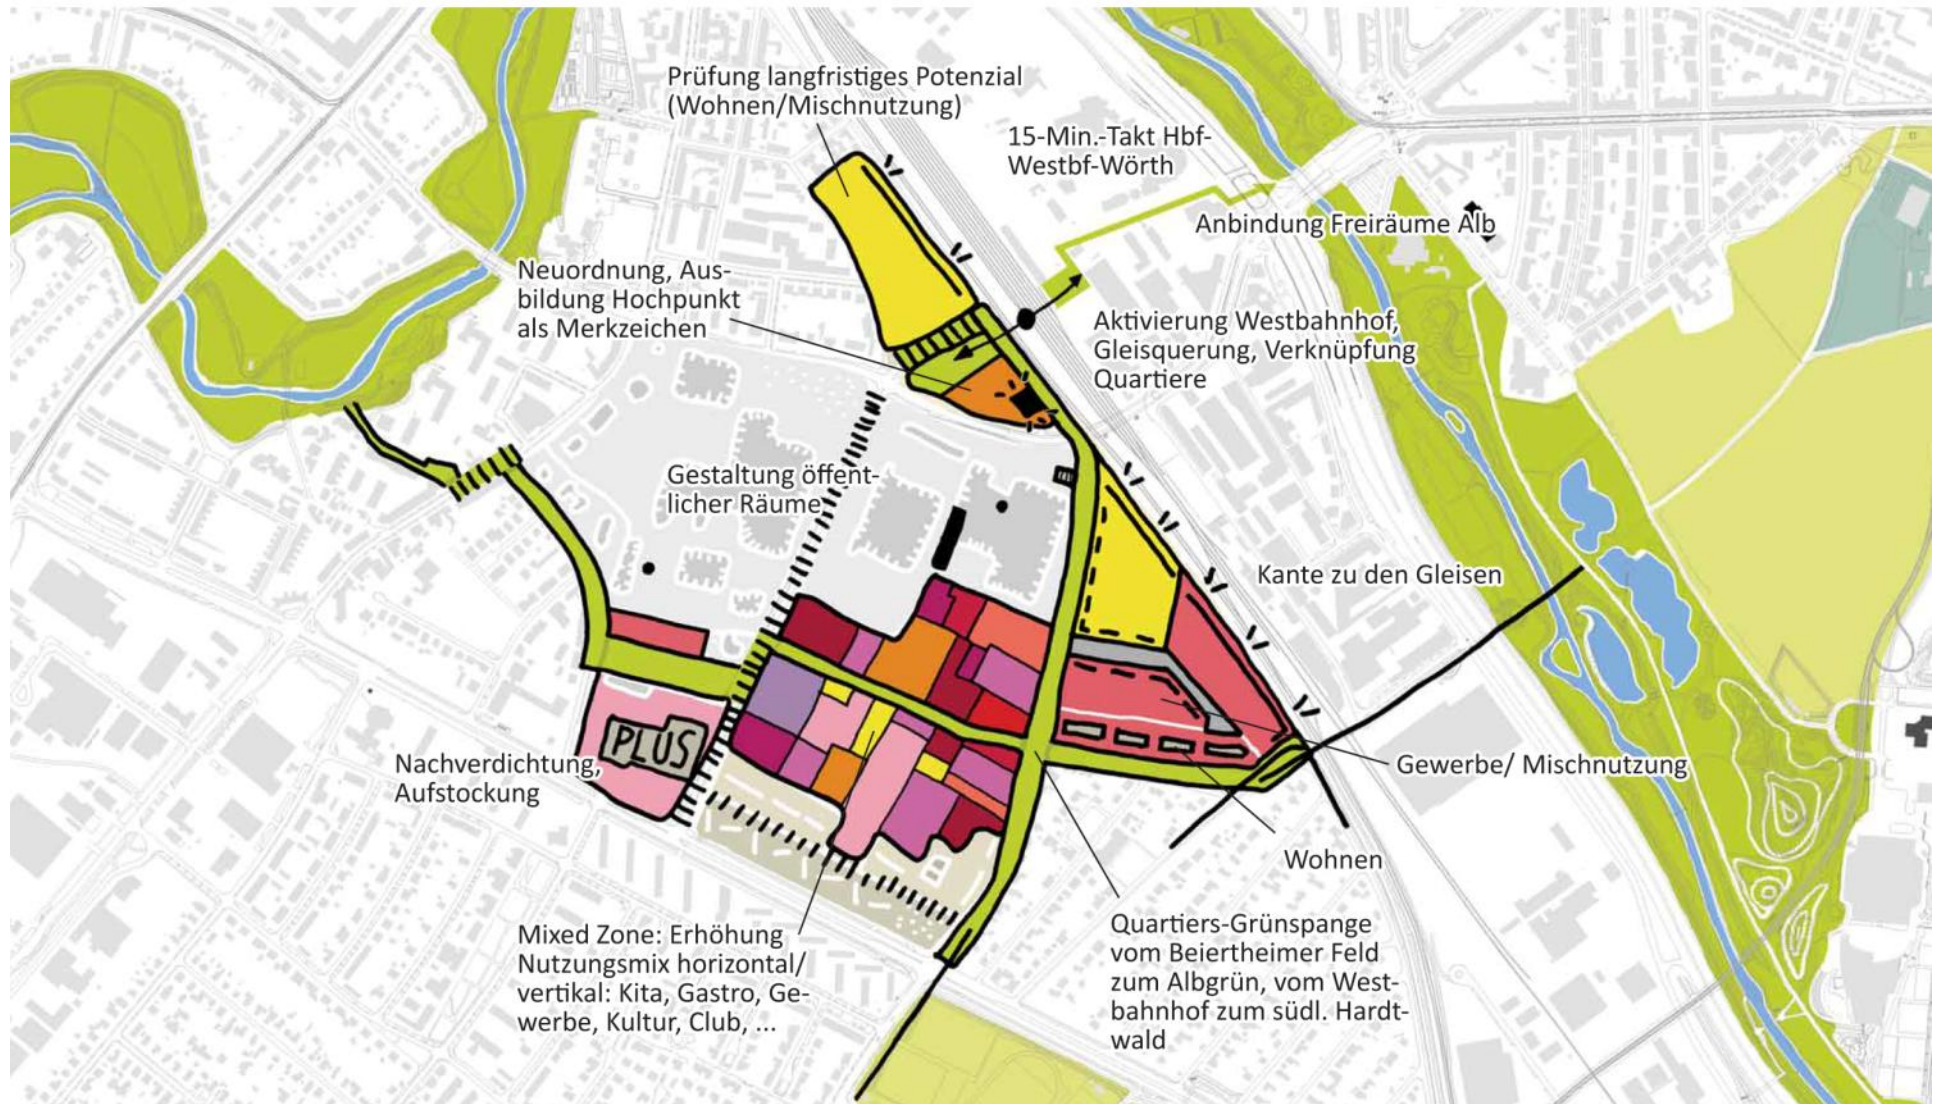 Prüfung langfristiges Potenzial
(Wohnen/Mischnutzung)
15-Min.-Takt Hbf-
Westbf-Wörth
Anbindung Freiräume Alb
Neuordnung, Aus-
bildung Hochpunkt
als Merkzeichen
Aktivierung Westbahnhof,
Gleisquerung, Verknüpfung
Quartiere
Gestaltung öffent-
licher Räume
Kante zu den Gleisen
PLUS
Nachverdichtung,
Aufstockung
Gewerbe/ Mischnutzung
Wohnen
Mixed Zone: Erhöhung
Nutzungsmix horizontal/
vertikal: Kita, Gastro, Ge-
werbe, Kultur, Club, ...
Quartiers-Grünspange
vom Beiertheimer Feld
zum Albgrün, vom West-
bahnhof zum südl. Hardt-
wald